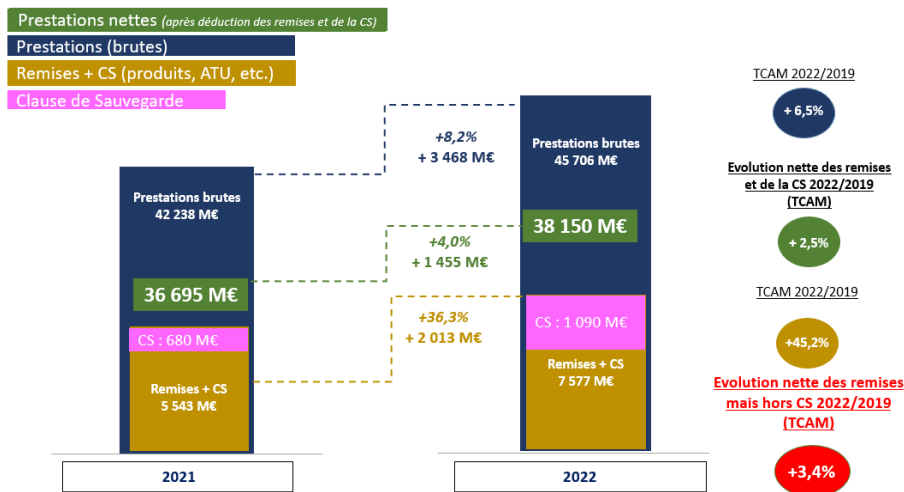 Prestations nettes (après déduction des remises et de la CS)
Prestations (brutes)
Remises + CS (produits, ATU, etc.)
Clause de Sauvegarde
Prestations brutes
42 238 M€
36 695 M€
CS : 680 M€
Remises + CS
5 543 M€
2021
+8,2%
+ 3 468 M€
+4,0%
+ 1 455 M€
+36,3%
+ 2 013 M€
Prestations brutes
45 706 M€
38 150 M€
CS : 1 090 M€
Remises + CS
7 577 M€
2022
TCAM 2022/2019
+ 6,5%
Evolution nette des remises
et de la CS 2022/2019
(TCAM)
+ 2,5%
TCAM 2022/2019
+45,2%
Evolution nette des remises
mais hors CS 2022/2019
(TCAM)
+3,4%